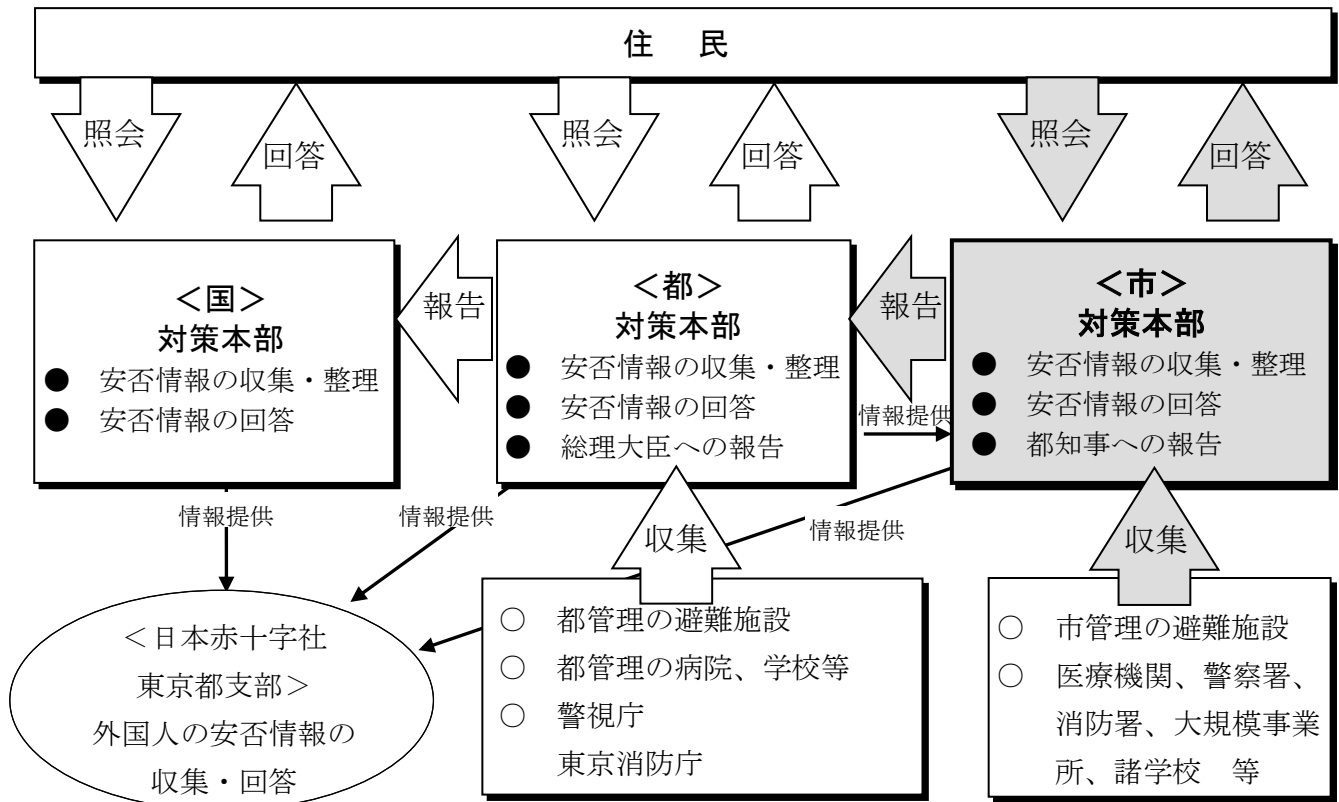 住　民
照会
回答
照会
回答
照会
回答
＜国＞
対策本部
● 安否情報の収集・整理
● 安否情報の回答
報告
＜都＞
対策本部
● 安否情報の収集・整理
● 安否情報の回答
● 総理大臣への報告
報告
＜市＞
対策本部
● 安否情報の収集・整理
● 安否情報の回答
● 都知事への報告
情報提供
情報提供
情報提供
情報提供
収集
収集
＜日本赤十字社
東京都支部＞
外国人の安否情報の
収集・回答
○ 都管理の避難施設
○ 都管理の病院、学校等
○ 警視庁
東京消防庁
○ 市管理の避難施設
○ 医療機関、警察署、
消防署、大規模事業
所、諸学校　等